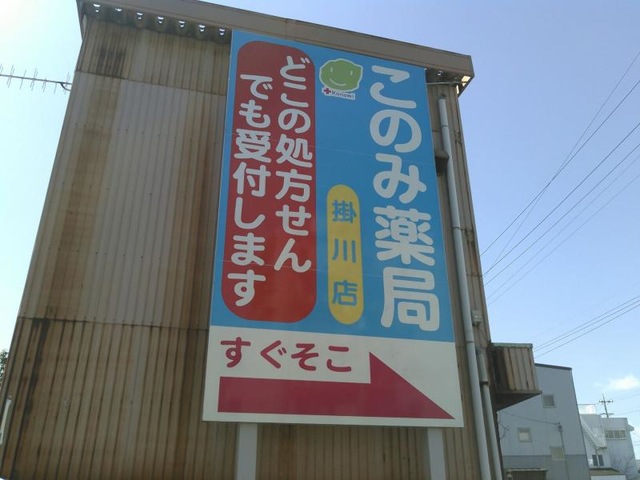 このみ薬局
Konomi
掛川店
どこの処方せん
でも受付します
すぐそこ